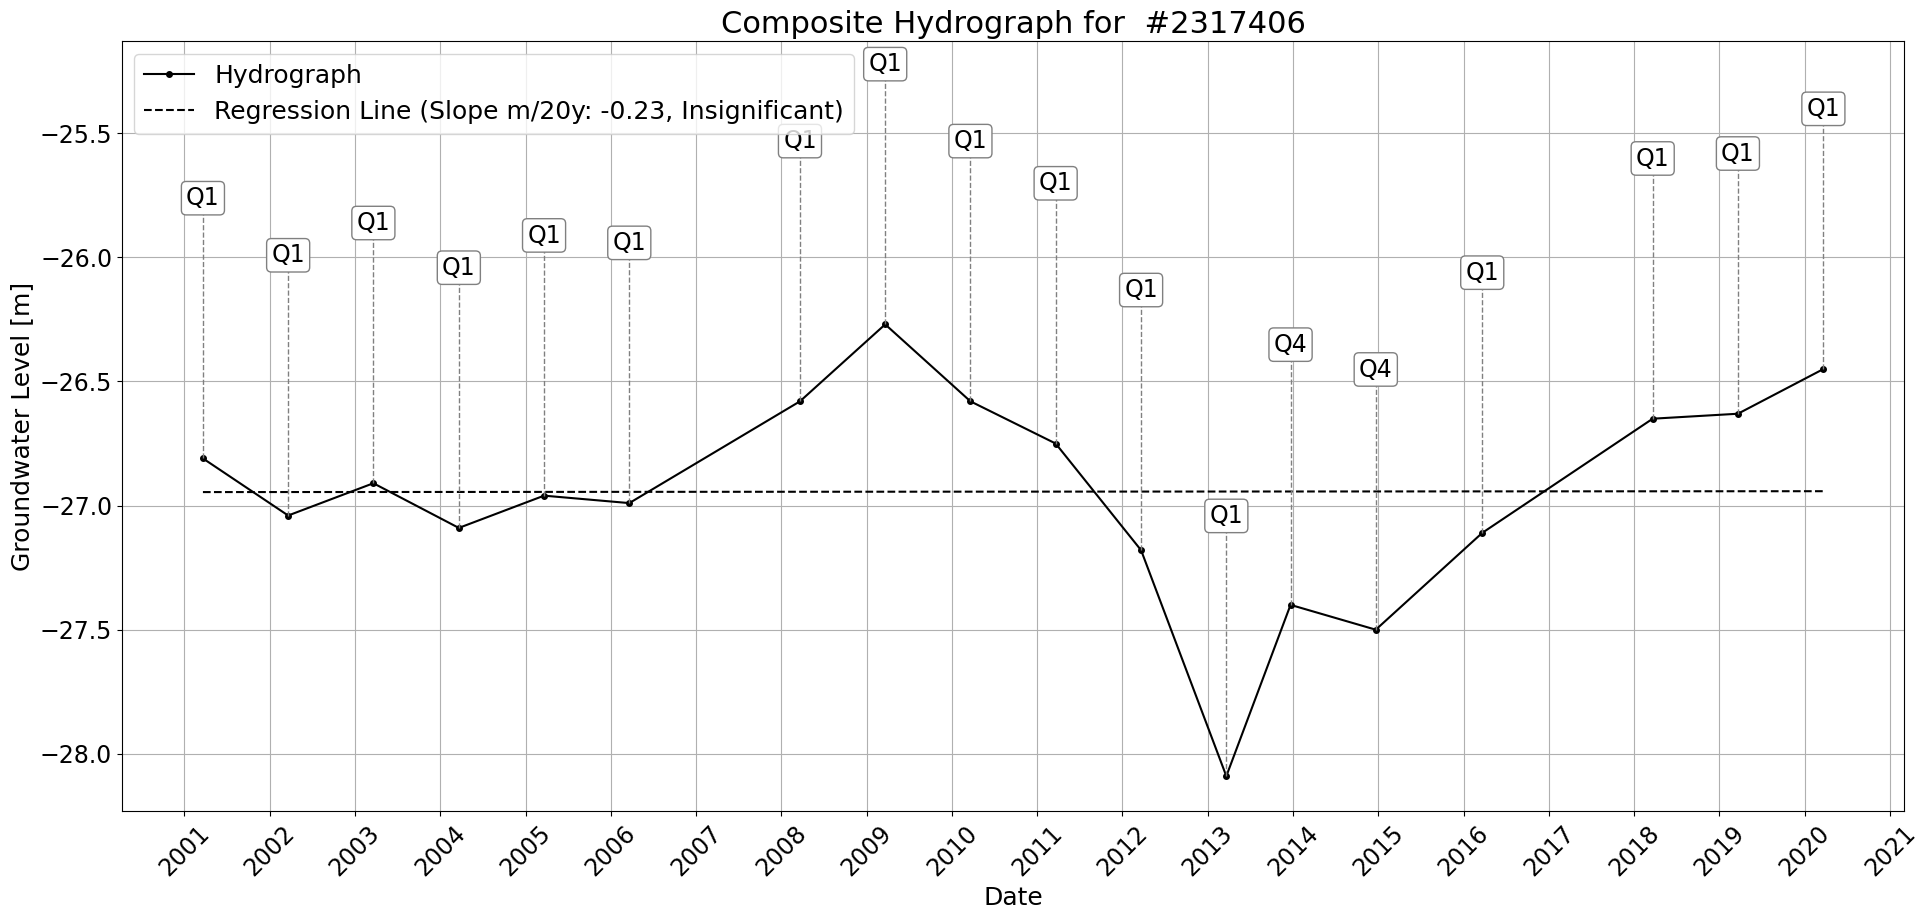 Composite Hydrograph for  #2317406
Hydrograph
Regression Line (Slope m/20y: -0.23, Insignificant)
Q1
Q1
Q1
Q1
Q1
Q1
Q1
Q1
Q1
Q1
Q1
Q1
Q4
Q4
Q1
Q1
Q1
Q1
Groundwater Level [m]
−25.5
−26.0
−26.5
−27.0
−27.5
−28.0
2001
2002
2003
2004
2005
2006
2007
2008
2009
2010
2011
2012
2013
2014
2015
2016
2017
2018
2019
2020
2021
Date